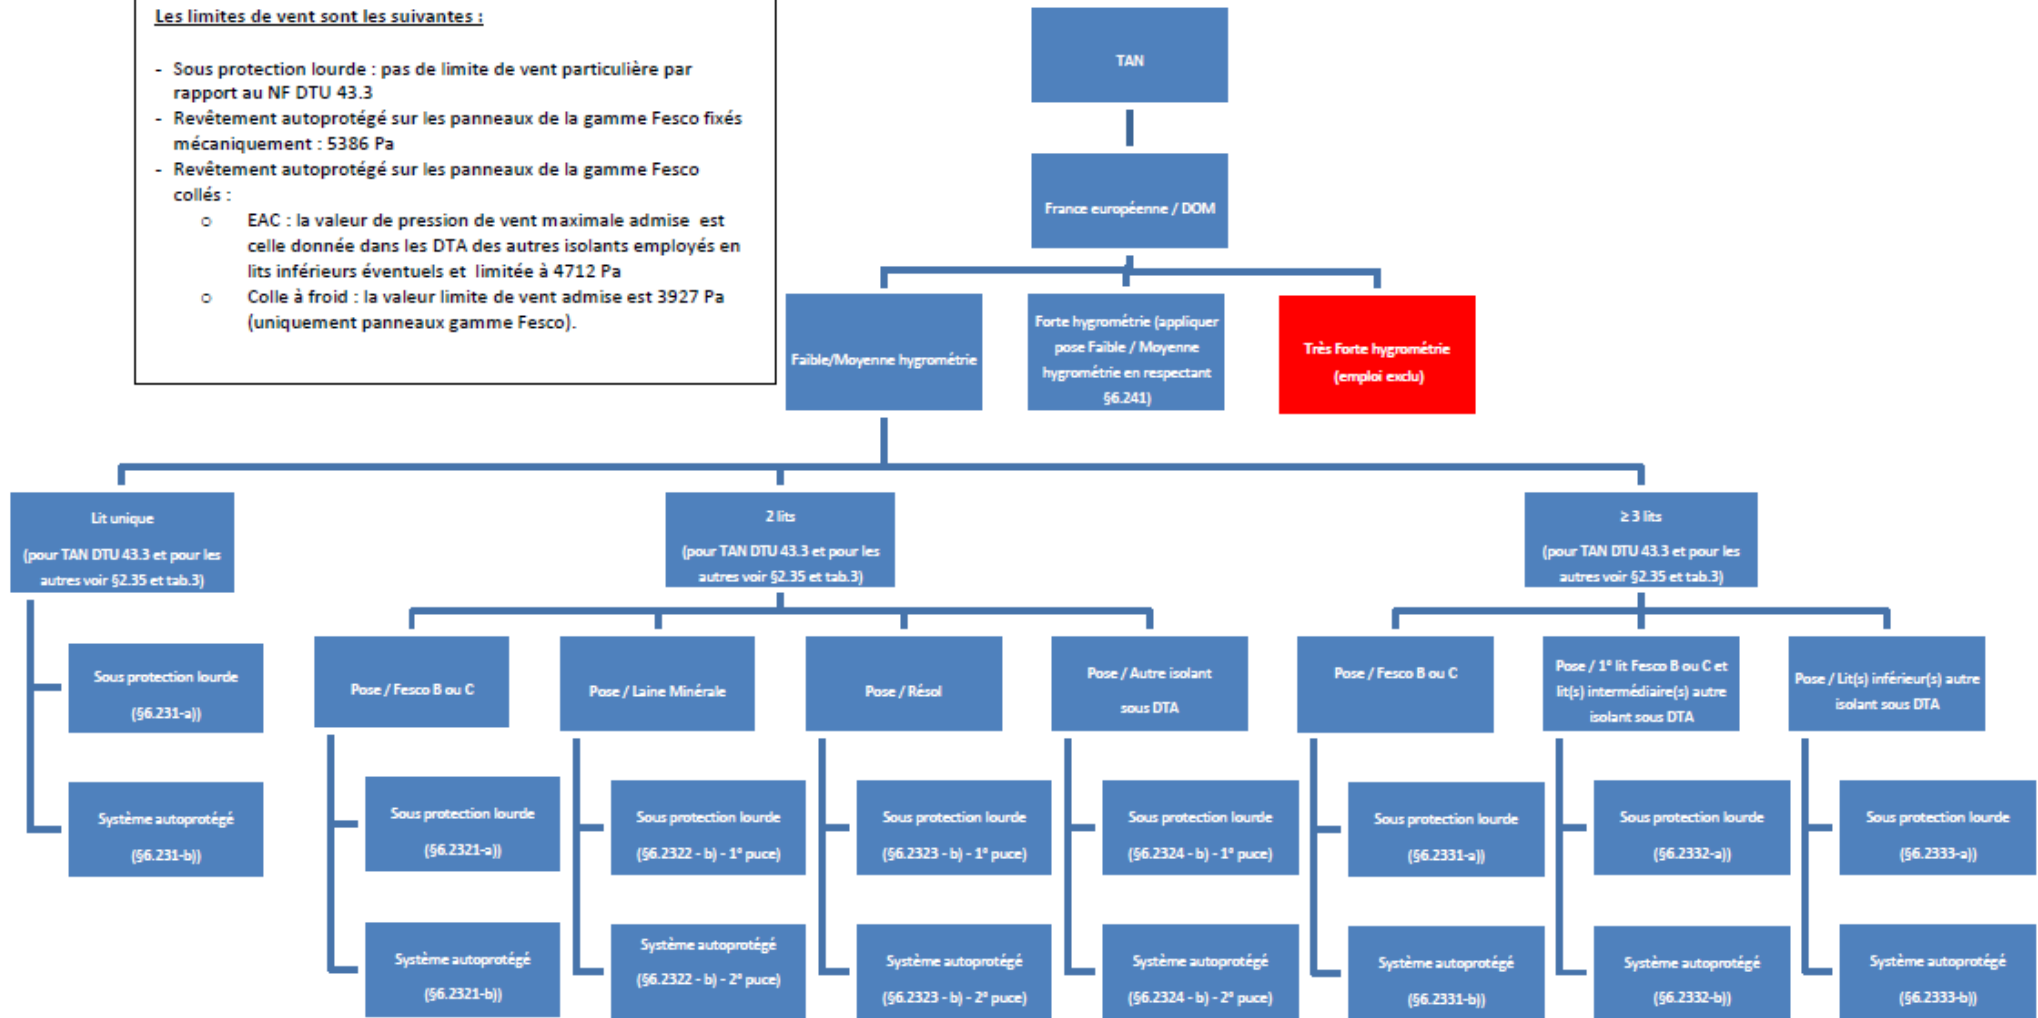 Les limites de vent sont les suivantes :
- Sous protection lourde : pas de limite de vent particulière par
rapport au NF DTU 43.3
- Revêtement autoprotégé sur les panneaux de la gamme Fesco fixés
mécaniquement : 5386 Pa
- Revêtement autoprotégé sur les panneaux de la gamme Fesco
collés :
o EAC : la valeur de pression de vent maximale admise est
celle donnée dans les DTA des autres isolants employés en
lits inférieurs éventuels et limitée à 4712 Pa
o Colle à froid : la valeur limite de vent admise est 3927 Pa
(uniquement panneaux gamme Fesco).
TAN
France européenne / DOM
Faible/Moyenne hygrométrie
Forte hygrométrie (appliquer
pose Faible / Moyenne
hygrométrie en respectant
§6.241)
Très Forte hygrométrie
(emploi exclu)
Lit unique
(pour TAN DTU 43.3 et pour les
autres voir §2.35 et tab.3)
2 lits
(pour TAN DTU 43.3 et pour les
autres voir §2.35 et tab.3)
≥ 3 lits
(pour TAN DTU 43.3 et pour les
autres voir §2.35 et tab.3)
Sous protection lourde
(§6.231-a))
Système autoprotégé
(§6.231-b))
Pose / Fesco B ou C
Sous protection lourde
(§6.2321-a))
Système autoprotégé
(§6.2321-b))
Pose / Laine Minérale
Sous protection lourde
(§6.2322 - b) - 1° puce)
Système autoprotégé
(§6.2322 - b) - 2° puce)
Pose / Résol
Sous protection lourde
(§6.2323 - b) - 1° puce)
Système autoprotégé
(§6.2323 - b) - 2° puce)
Pose / Autre isolant
sous DTA
Sous protection lourde
(§6.2324 - b) - 1° puce)
Système autoprotégé
(§6.2324 - b) - 2° puce)
Pose / Fesco B ou C
Sous protection lourde
(§6.2331-a))
Système autoprotégé
(§6.2331-b))
Pose / 1° lit Fesco B ou C et
lit(s) intermédiaire(s) autre
isolant sous DTA
Sous protection lourde
(§6.2332-a))
Système autoprotégé
(§6.2332-b))
Pose / Lit(s) inférieur(s) autre
isolant sous DTA
Sous protection lourde
(§6.2333-a))
Système autoprotégé
(§6.2333-b))